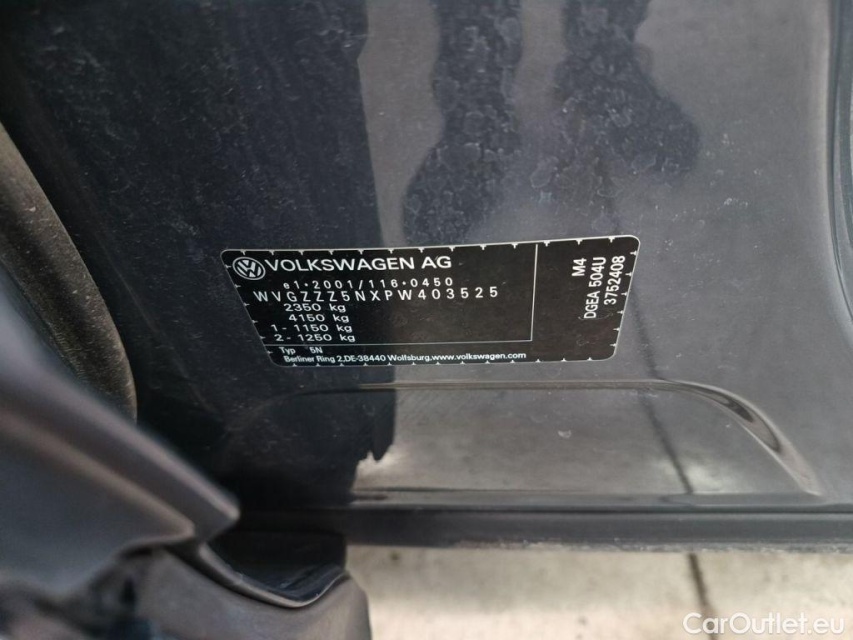 VOLKSWAGEN AG
e1*2001/116*0450
WVGZZZ5NXPW403525
2350 kg
4150 kg
1- 1150 kg
2- 1250 kg
Typ 5N
Berliner Ring 2,DE-38440 Wolfsburg,www.volkswagen.com
M4
DGEA 504U
3752408
CarOutlet.eu